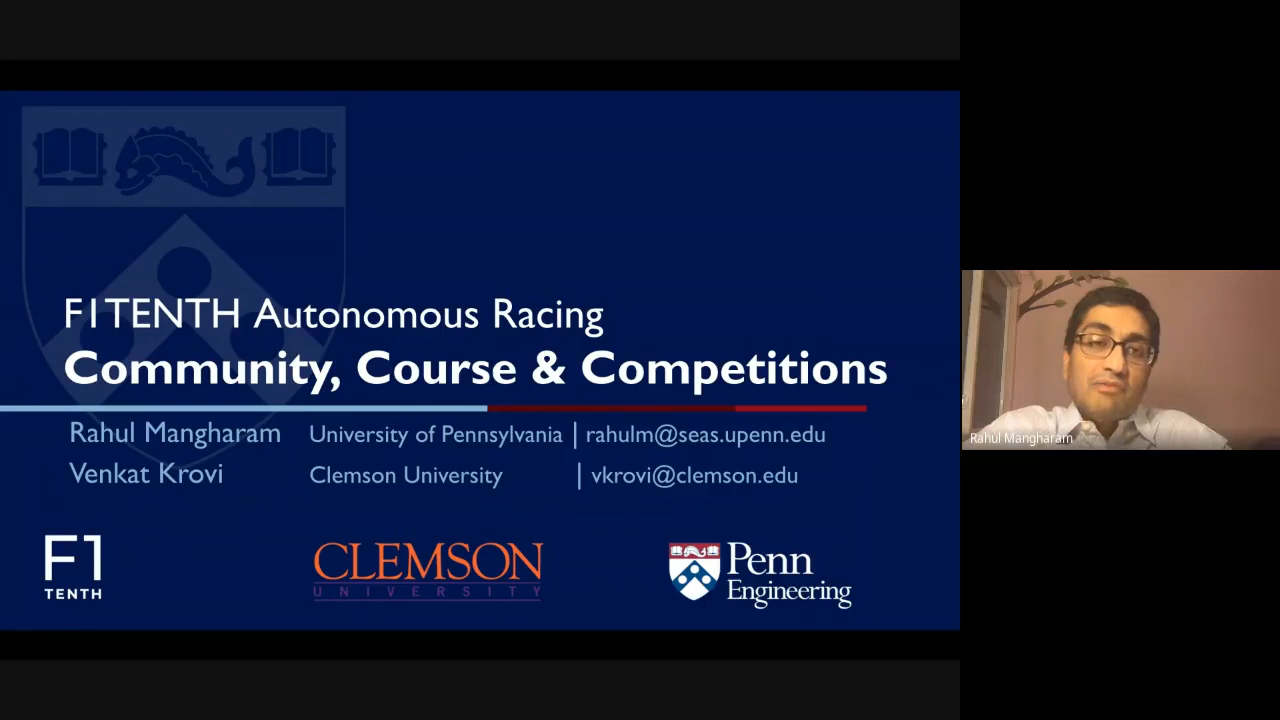 F1TENTH Autonomous Racing
Community, Course & Competitions
Rahul Mangharam University of Pennsylvania | rahulm@seas.upenn.edu
Venkat Krovi Clemson University | vkrovi@clemson.edu
F1
TENTH
CLEMSON
UNIVERSITY
Penn
Engineering
Rahul Mangharam